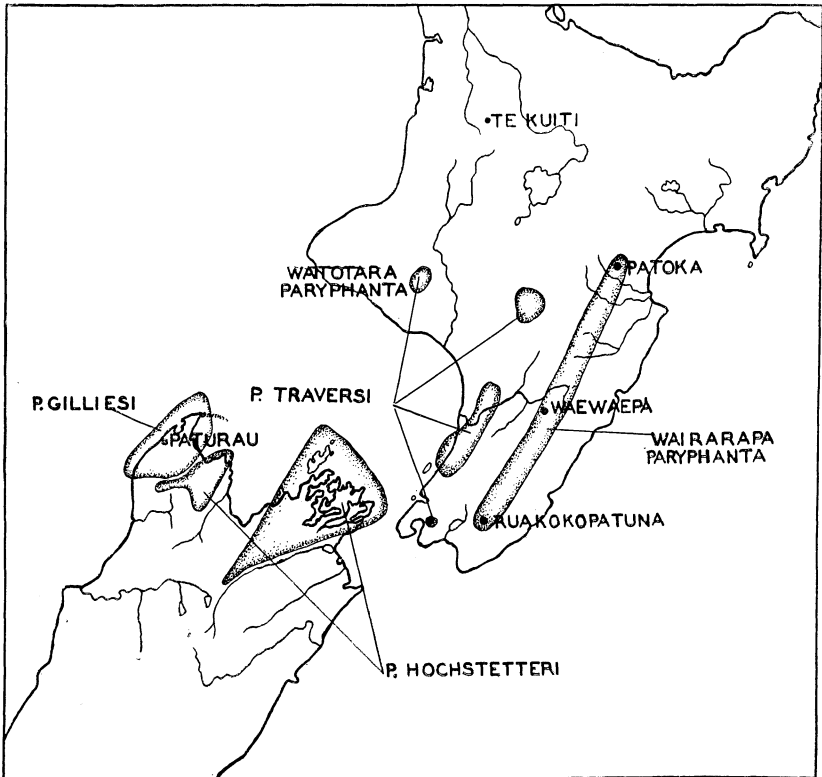 TE KUITI
WAITOTARA
PARYPHANTA
PATOKA
P. GILLIESI
P. TRAVERSI
PATURAU
WAEWAEPA
WAIRARAPA
PARYPHANTA
RUAKOKOPATUNA
P. HOCHSTETTERI